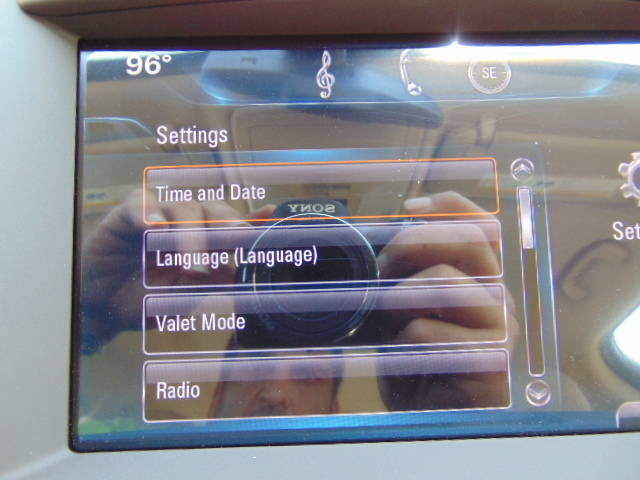 96°
SE
Settings
Time and Date
Language (Language)
Valet Mode
Radio
Set
SONY